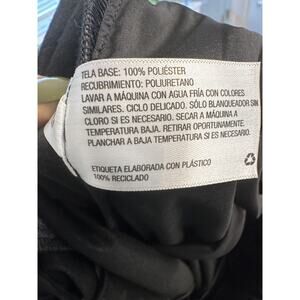 TELA BASE: 100% POLIÉSTER
RECUBRIMIENTO: POLIURETANO
LAVAR A MÁQUINA CON AGUA FRÍA CON COLORES
SIMILARES. CICLO DELICADO. SÓLO BLANQUEADOR SIN
CLORO SI ES NECESARIO. SECAR A MÁQUINA A
TEMPERATURA BAJA. RETIRAR OPORTUNAMENTE.
PLANCHAR A BAJA TEMPERATURA SI ES NECESARIO.
ETIQUETA ELABORADA CON PLÁSTICO
100% RECICLADO